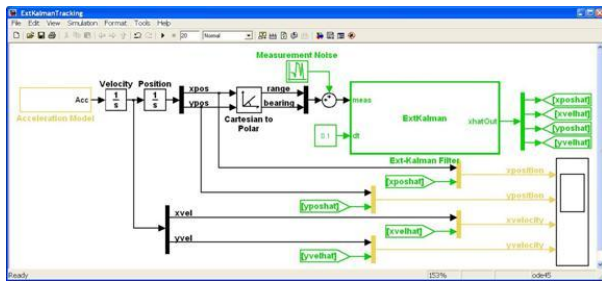 ExtKalmanTracking
File Edit View Simulation Format Tools Help
20 Normal
Measurement Noise
Velocity Position
xpos
ypos
range
bearing
Acc
1
s
1
s
Acceleration Model
Cartesian to
Polar
meas
ExtKalman
xhatOut
0.1
dt
[xposhat]
[xvelhat]
[yposhat]
[yvelhat]
Ext-Kalman Filter
xposition
[xposhat]
yposition
[yposhat]
xvel
xvelocity
[xvelhat]
yvel
yvelocity
[yvelhat]
Ready 153% ode45